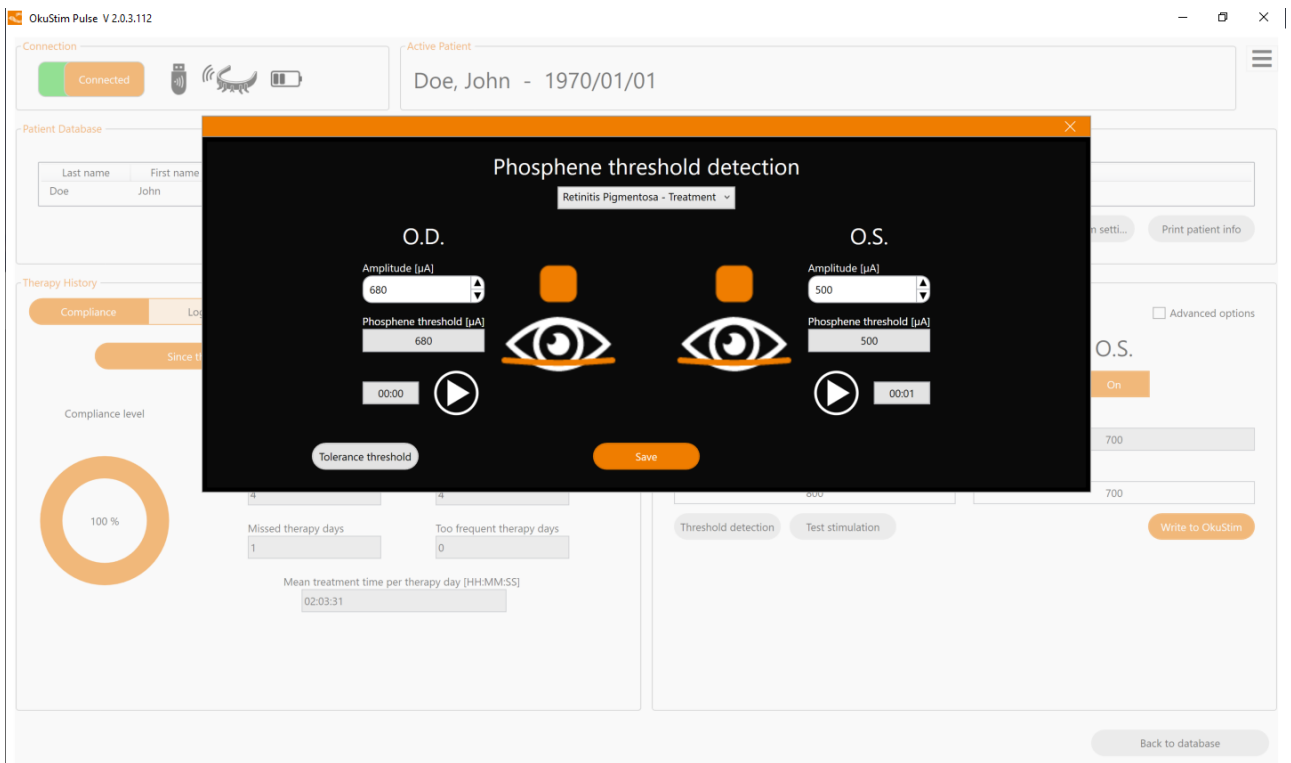 OkuStim Pulse V 2.0.3.112
Connection
Connected
Active Patient
Doe, John - 1970/01/01
Patient Database
Last name First name
Doe John
Print patient info
Therapy History
Compliance
Since
Compliance level
100 %
4 4
Missed therapy days Too frequent therapy days
1 0
Mean treatment time per therapy day [HH:MM:SS]
02:03:31
Phosphene threshold detection
Retinitis Pigmentosa - Treatment
O.D. O.S.
Amplitude [μA] Amplitude [μA]
680 500
Phosphene threshold [μA] Phosphene threshold [μA]
680 500
00:00 00:01
Tolerance threshold Save
Advanced options
O.S.
On
700
800 700
Threshold detection Test stimulation Write to OkuStim
Back to database